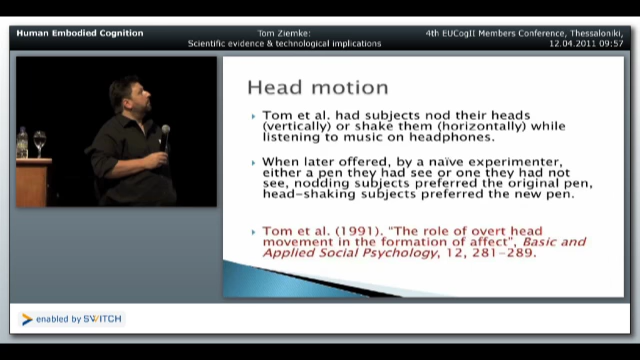 Human Embodied Cognition
Tom Ziemke:
Scientific evidence & technological implications
4th EUCogII Members Conference, Thessaloniki,
12.04.2011 09:57
Head motion
Tom et al. had subjects nod their heads
(vertically) or shake them (horizontally) while
listening to music on headphones.
When later offered, by a naïve experimenter,
either a pen they had see or one they had not
see, nodding subjects preferred the original pen,
head-shaking subjects preferred the new pen.
Tom et al. (1991). "The role of overt head
movement in the formation of affect", Basic and
Applied Social Psychology, 12, 281-289.
enabled by SWITCH